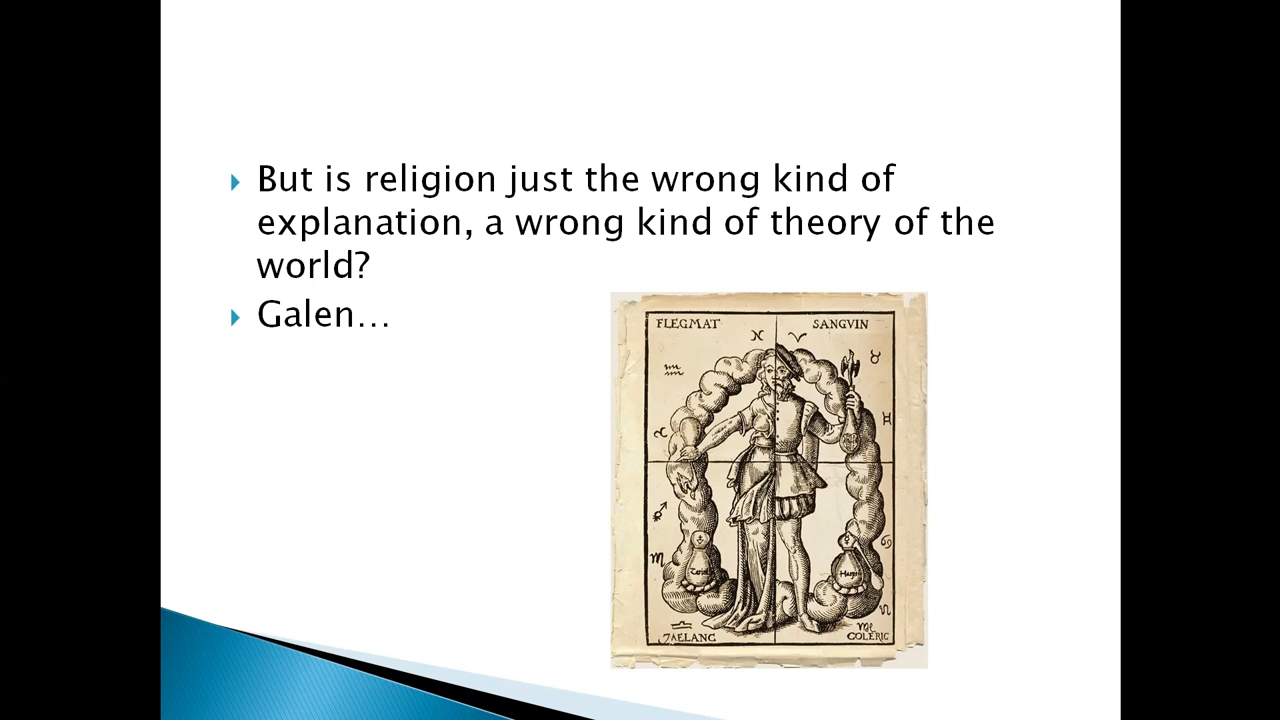 But is religion just the wrong kind of
explanation, a wrong kind of theory of the
world?
Galen…
FLEGMAT
SANGVIN
COLERIC